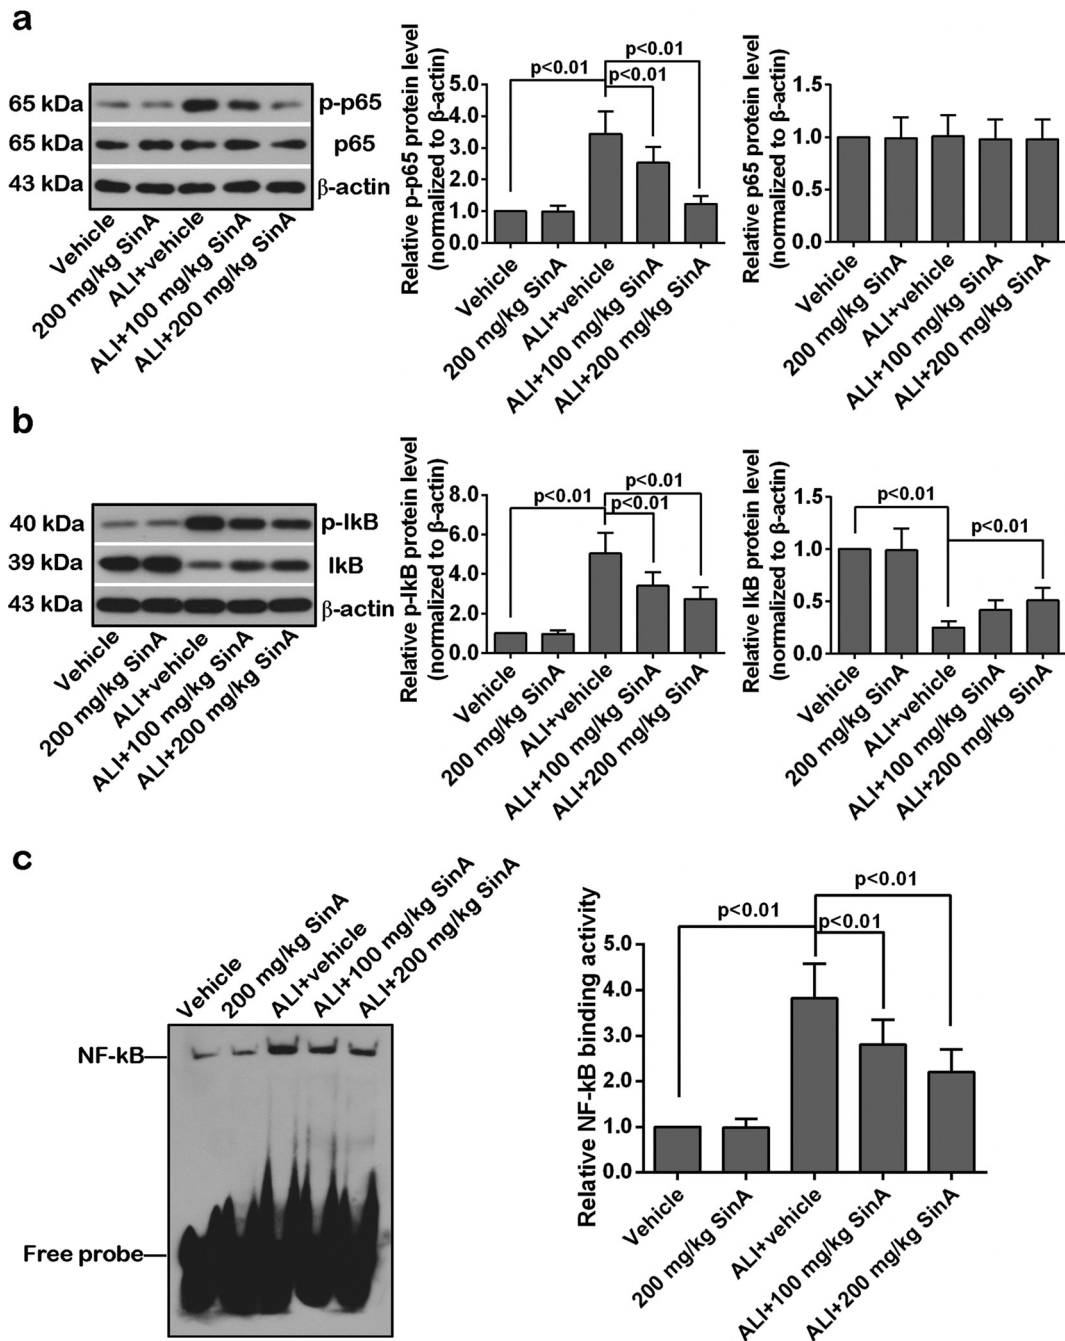 a
65 kDa
p-p65
65 kDa
p65
43 kDa
β-actin
Vehicle
200 mg/kg SinA
ALI+vehicle
ALI+100 mg/kg SinA
ALI+200 mg/kg SinA
Relative p-p65 protein level
(normalized to β-actin)
5.0
4.0
3.0
2.0
1.0
0.0
p<0.01
p<0.01
p<0.01
Vehicle
200 mg/kg SinA
ALI+vehicle
ALI+100 mg/kg SinA
ALI+200 mg/kg SinA
Relative p65 protein level
(normalized to β-actin)
1.5
1.0
0.5
0.0
Vehicle
200 mg/kg SinA
ALI+vehicle
ALI+100 mg/kg SinA
ALI+200 mg/kg SinA
b
40 kDa
p-IkB
39 kDa
IkB
43 kDa
β-actin
Vehicle
200 mg/kg SinA
ALI+vehicle
ALI+100 mg/kg SinA
ALI+200 mg/kg SinA
Relative p-IkB protein level
(normalized to β-actin)
8.0
6.0
4.0
2.0
0.0
p<0.01
p<0.01
p<0.01
Vehicle
200 mg/kg SinA
ALI+vehicle
ALI+100 mg/kg SinA
ALI+200 mg/kg SinA
Relative IkB protein level
(normalized to β-actin)
1.5
1.0
0.5
0.0
p<0.01
p<0.01
Vehicle
200 mg/kg SinA
ALI+vehicle
ALI+100 mg/kg SinA
ALI+200 mg/kg SinA
c
Vehicle
200 mg/kg SinA
ALI+vehicle
ALI+100 mg/kg SinA
ALI+200 mg/kg SinA
NF-kB
Free probe
Relative NF-kB binding activity
5.0
4.0
3.0
2.0
1.0
0.0
p<0.01
p<0.01
p<0.01
Vehicle
200 mg/kg SinA
ALI+vehicle
ALI+100 mg/kg SinA
ALI+200 mg/kg SinA